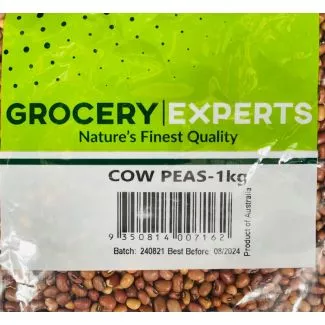 GROCERY|EXPERTS
Nature's Finest Quality
COW PEAS-1kg
9 350814 007162
Batch: 240821 Best Before: 08/2024
Product of Australia